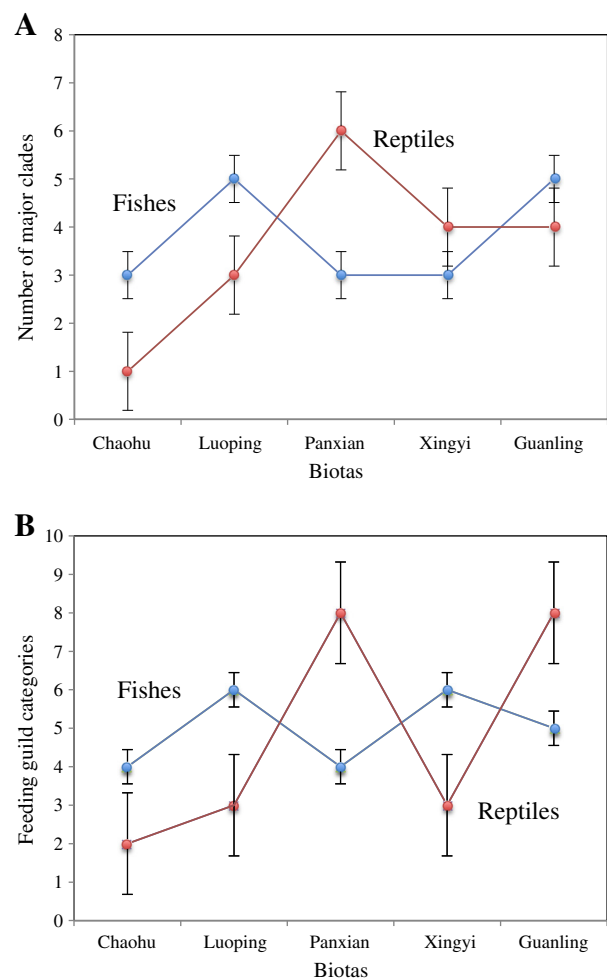 A
Number of major clades
8
7
6
5
4
3
2
1
0
Fishes
Reptiles
Chaohu Luoping Panxian Xingyi Guanling
Biotas
B
Feeding guild categories
10
9
8
7
6
5
4
3
2
1
0
Fishes
Reptiles
Chaohu Luoping Panxian Xingyi Guanling
Biotas